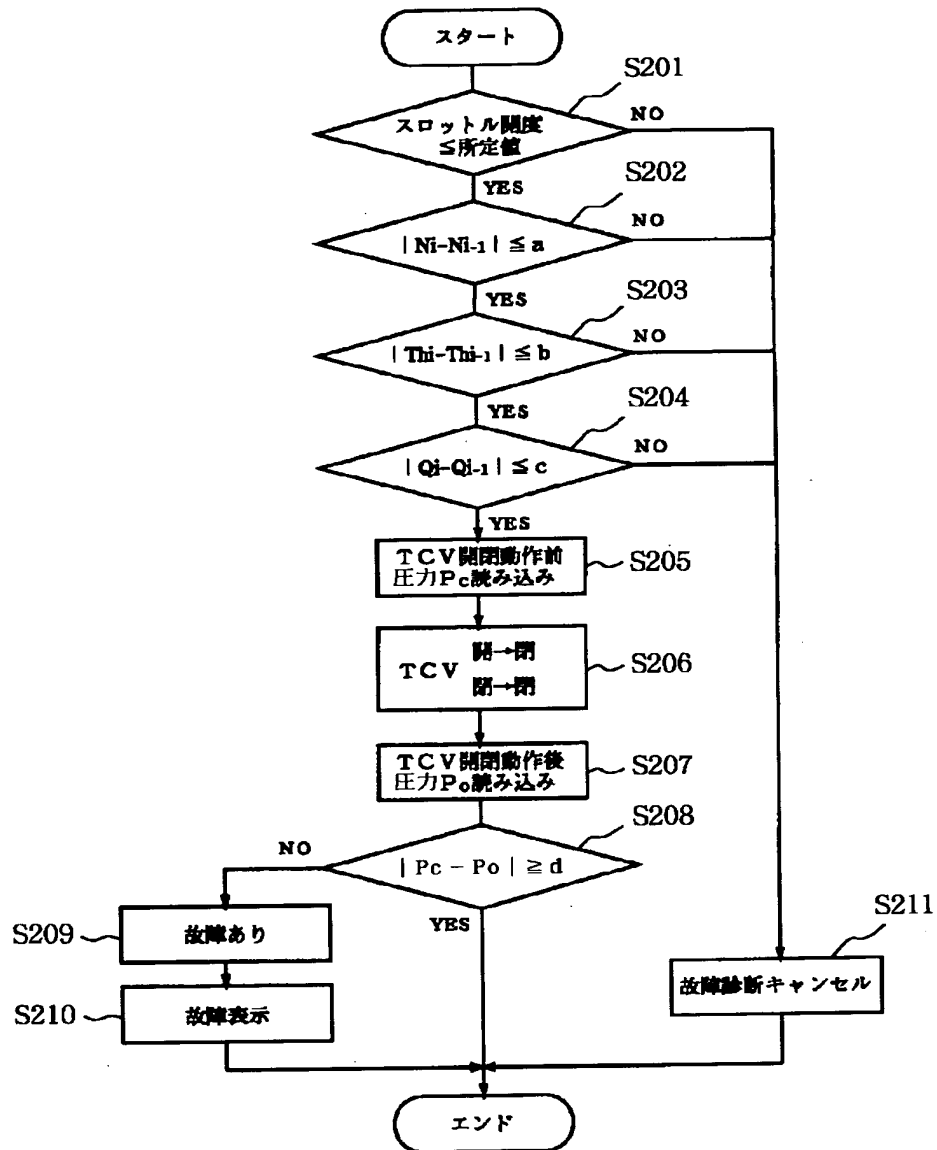 スタート
S201
スロットル開度
≦所定値
NO
YES
S202
| Ni-Ni-1 | ≦ a
NO
YES
S203
| Thi-Thi-1 | ≦ b
NO
YES
S204
| Qi-Qi-1 | ≦ c
NO
YES
TCV開閉動作前
圧力Pc読み込み
S205
TCV
開→閉
閉→閉
S206
TCV開閉動作後
圧力Po読み込み
S207
S208
| Pc - Po | ≧ d
NO
YES
S209
故障あり
S210
故障表示
S211
故障診断キャンセル
エンド